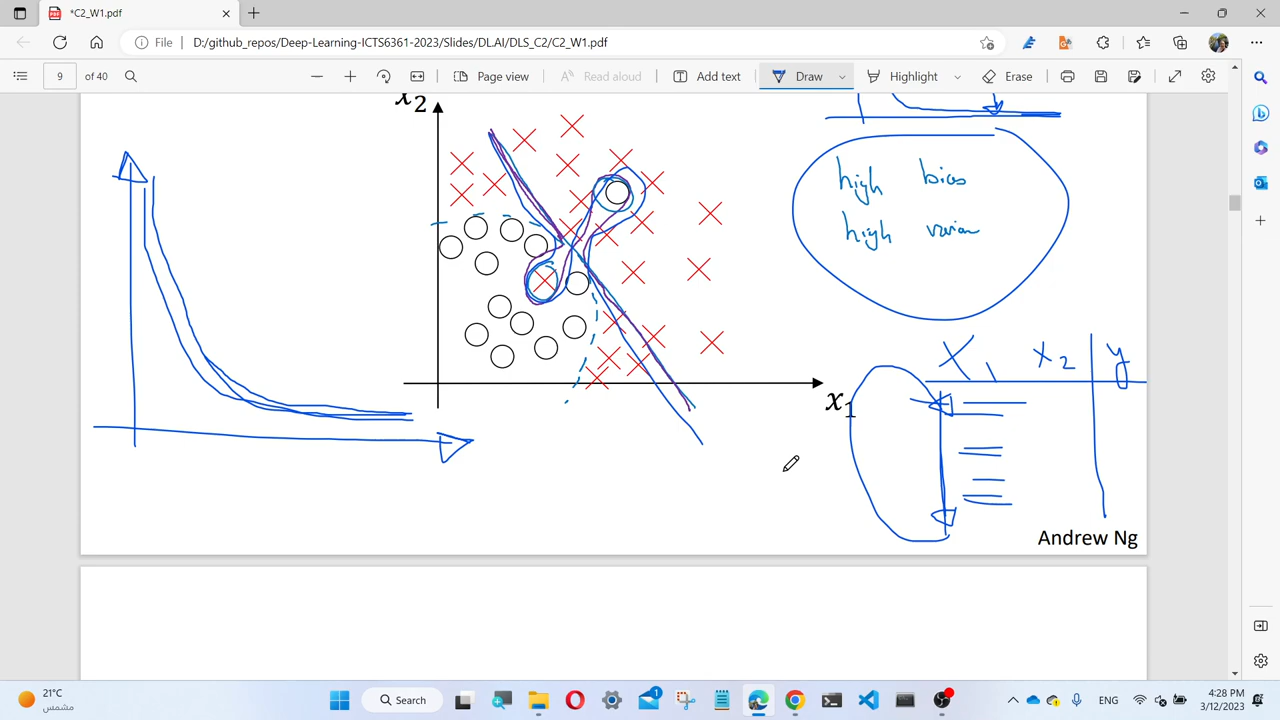 *C2_W1.pdf
File D:/github_repos/Deep-Learning-ICTS6361-2023/Slides/DL.AI/DLS_C2/C2_W1.pdf
9 of 40 Page view Read aloud Add text Draw Highlight Erase
x2
high bias
high varian
x1
X1 X2 y
Andrew Ng
21°C
مشمس
Search
1
ENG
4:28 PM
3/12/2023